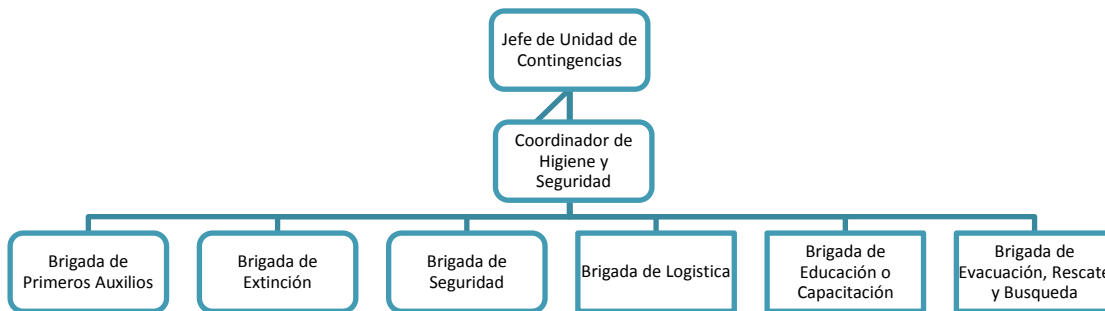 Jefe de Unidad de
Contingencias
Coordinador de
Higiene y
Seguridad
Brigada de
Primeros Auxilios
Brigada de
Extinción
Brigada de
Seguridad
Brigada de Logistica
Brigada de
Educación o
Capacitación
Brigada de
Evacuación, Rescate
y Busqueda